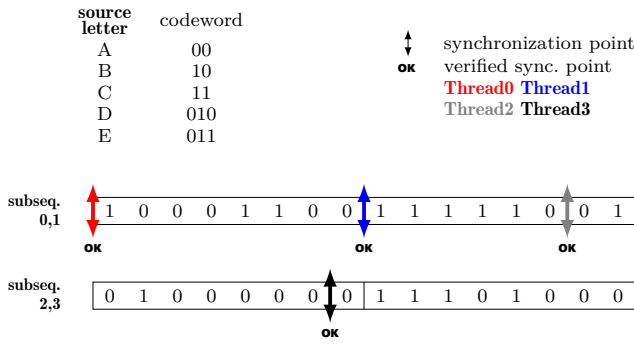 source letter codeword
A 00
B 10
C 11
D 010
E 011
synchronization point
OK verified sync. point
Thread0 Thread1
Thread2 Thread3
subseq. 0,1 1 0 0 0 1 1 0 0 1 1 1 1 1 0 0 1
OK OK OK
subseq. 2,3 0 1 0 0 0 0 0 0 1 1 1 0 1 0 0 0
OK